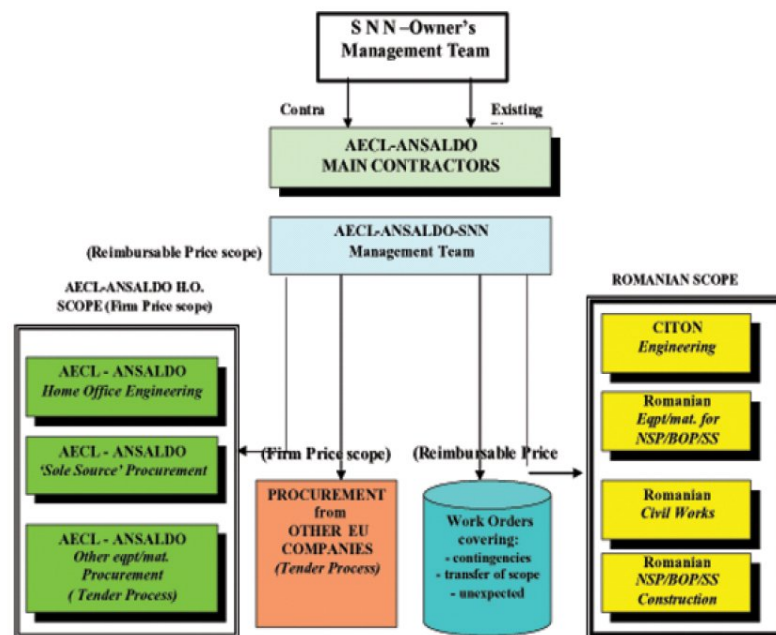 S N N –Owner's
Management Team
Contra
Existing
AECL-ANSALDO
MAIN CONTRACTORS
AECL-ANSALDO-SNN
Management Team
(Reimbursable Price scope)
AECL-ANSALDO H.O.
SCOPE (Firm Price scope)
AECL - ANSALDO
Home Office Engineering
AECL - ANSALDO
'Sole Source' Procurement
AECL - ANSALDO
Other eqpt/mat.
Procurement
( Tender Process)
(Firm Price scope)
PROCUREMENT
from
OTHER EU
COMPANIES
(Tender Process)
(Reimbursable Price
Work Orders
covering:
- contingencies
- transfer of scope
- unexpected
ROMANIAN SCOPE
CITON
Engineering
Romanian
Eqpt/mat. for
NSP/BOP/SS
Romanian
Civil Works
Romanian
NSP/BOP/SS
Construction